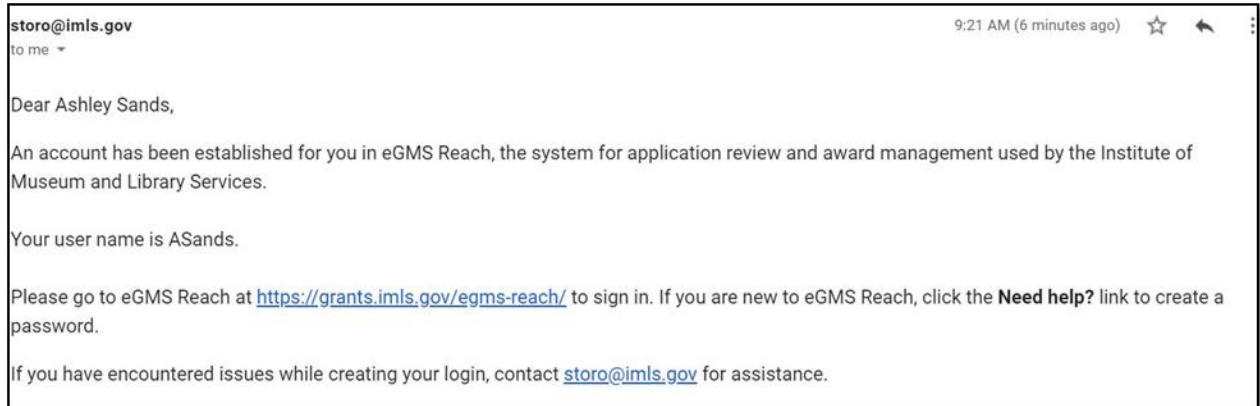 storo@imls.gov 9:21 AM (6 minutes ago)
to me
Dear Ashley Sands,
An account has been established for you in eGMS Reach, the system for application review and award management used by the Institute of
Museum and Library Services.
Your user name is ASands.
Please go to eGMS Reach at https://grants.imls.gov/egms-reach/ to sign in. If you are new to eGMS Reach, click the Need help? link to create a
password.
If you have encountered issues while creating your login, contact storo@imls.gov for assistance.